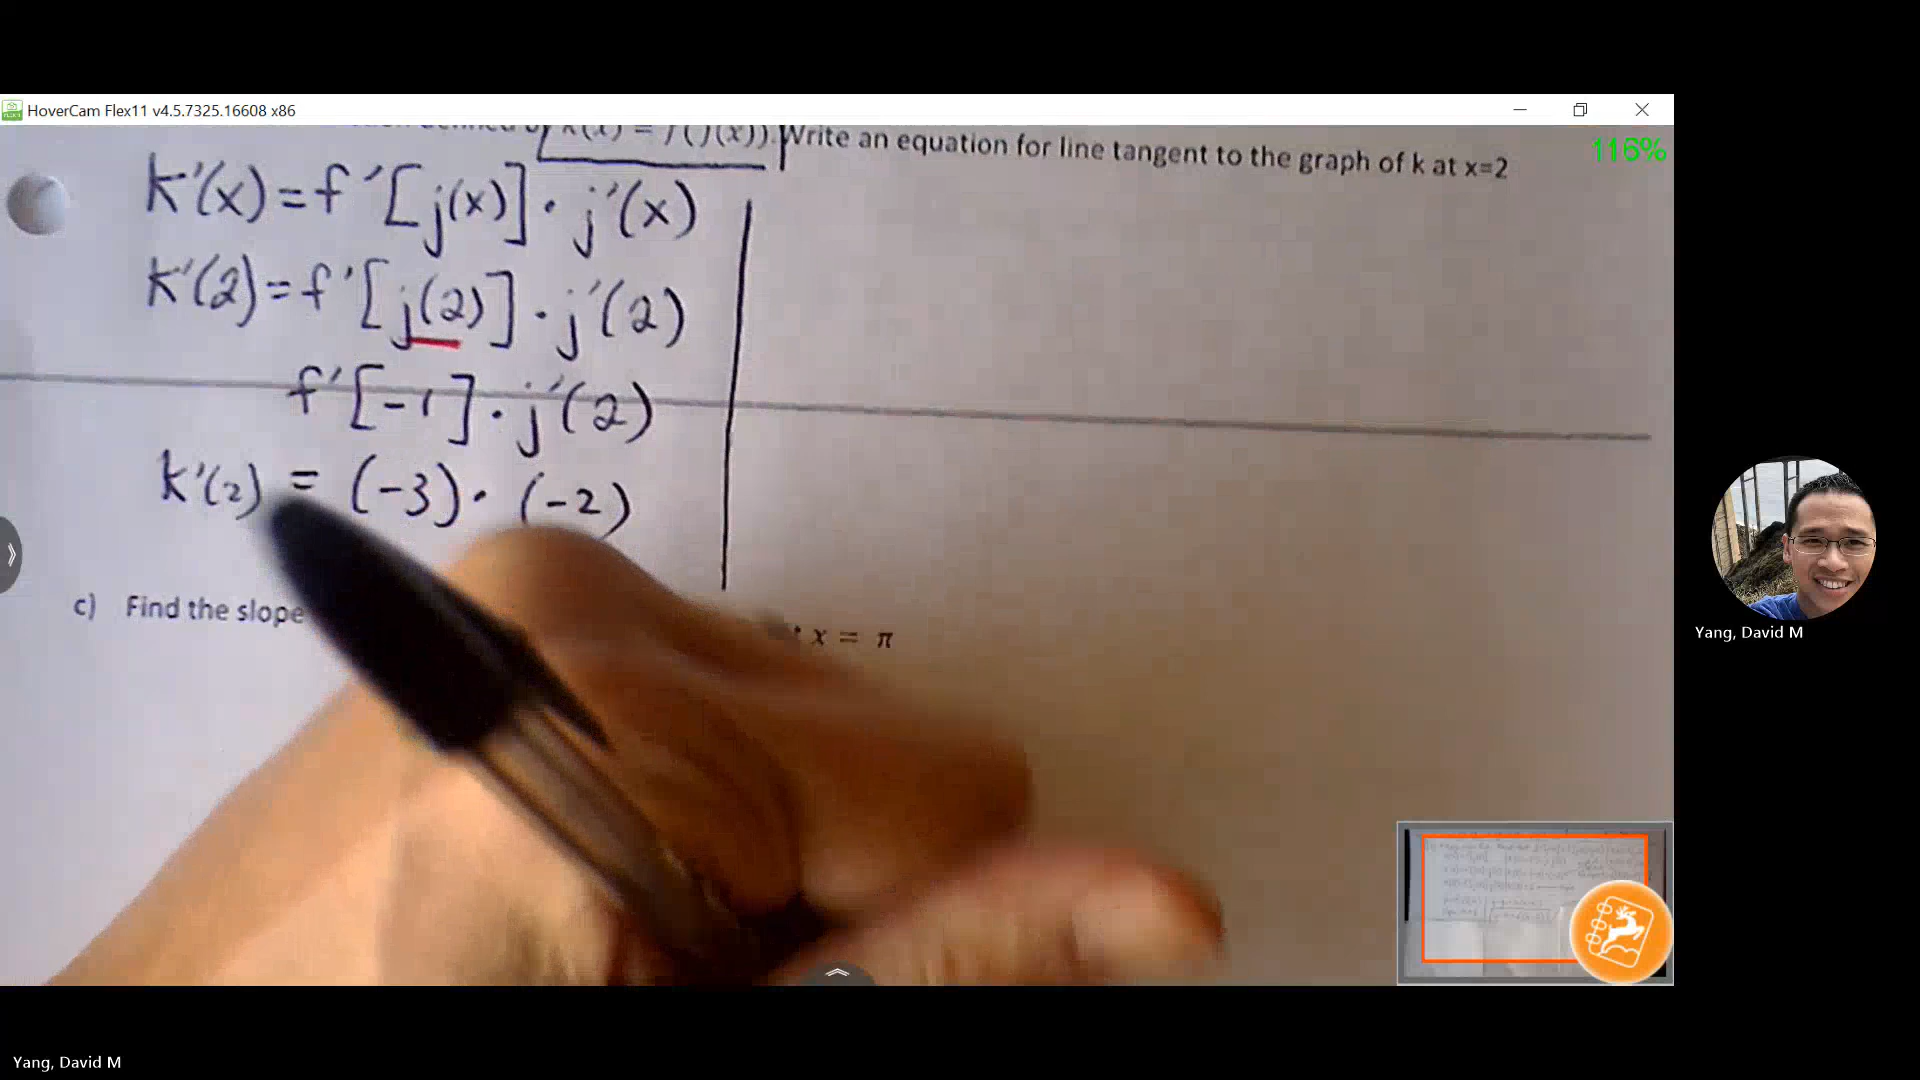 HoverCam Flex11 v4.5.7325.16608 x86
k(x) = f(j(x)). Write an equation for line tangent to the graph of k at x=2
116%
K'(x) = f'[j(x)] · j'(x)
K'(2) = f'[j(2)] · j'(2)
f'[-1] · j'(2)
K'(2) = (-3) · (-2)
c) Find the slope
x = π
Yang, David M
Yang, David M